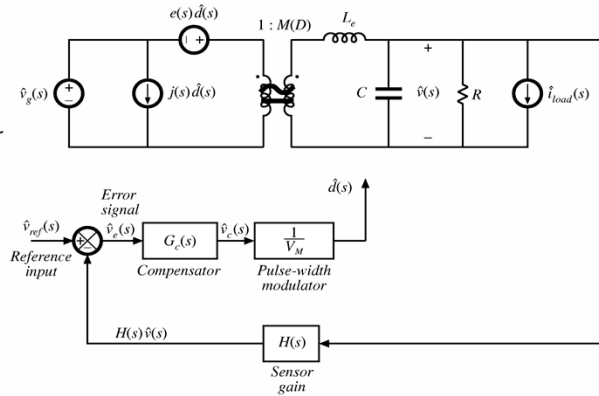 e(s) d̂(s)
1 : M(D)
L_e
+
–
+
–
+
v̂_g(s)
j(s) d̂(s)
C
v̂(s)
R
î_load(s)
–
d̂(s)
Error
signal
v̂_ref(s)
v̂_e(s)
G_c(s)
v̂_c(s)
1
V_M
+
–
Reference
input
Compensator
Pulse-width
modulator
H(s) v̂(s)
H(s)
Sensor
gain